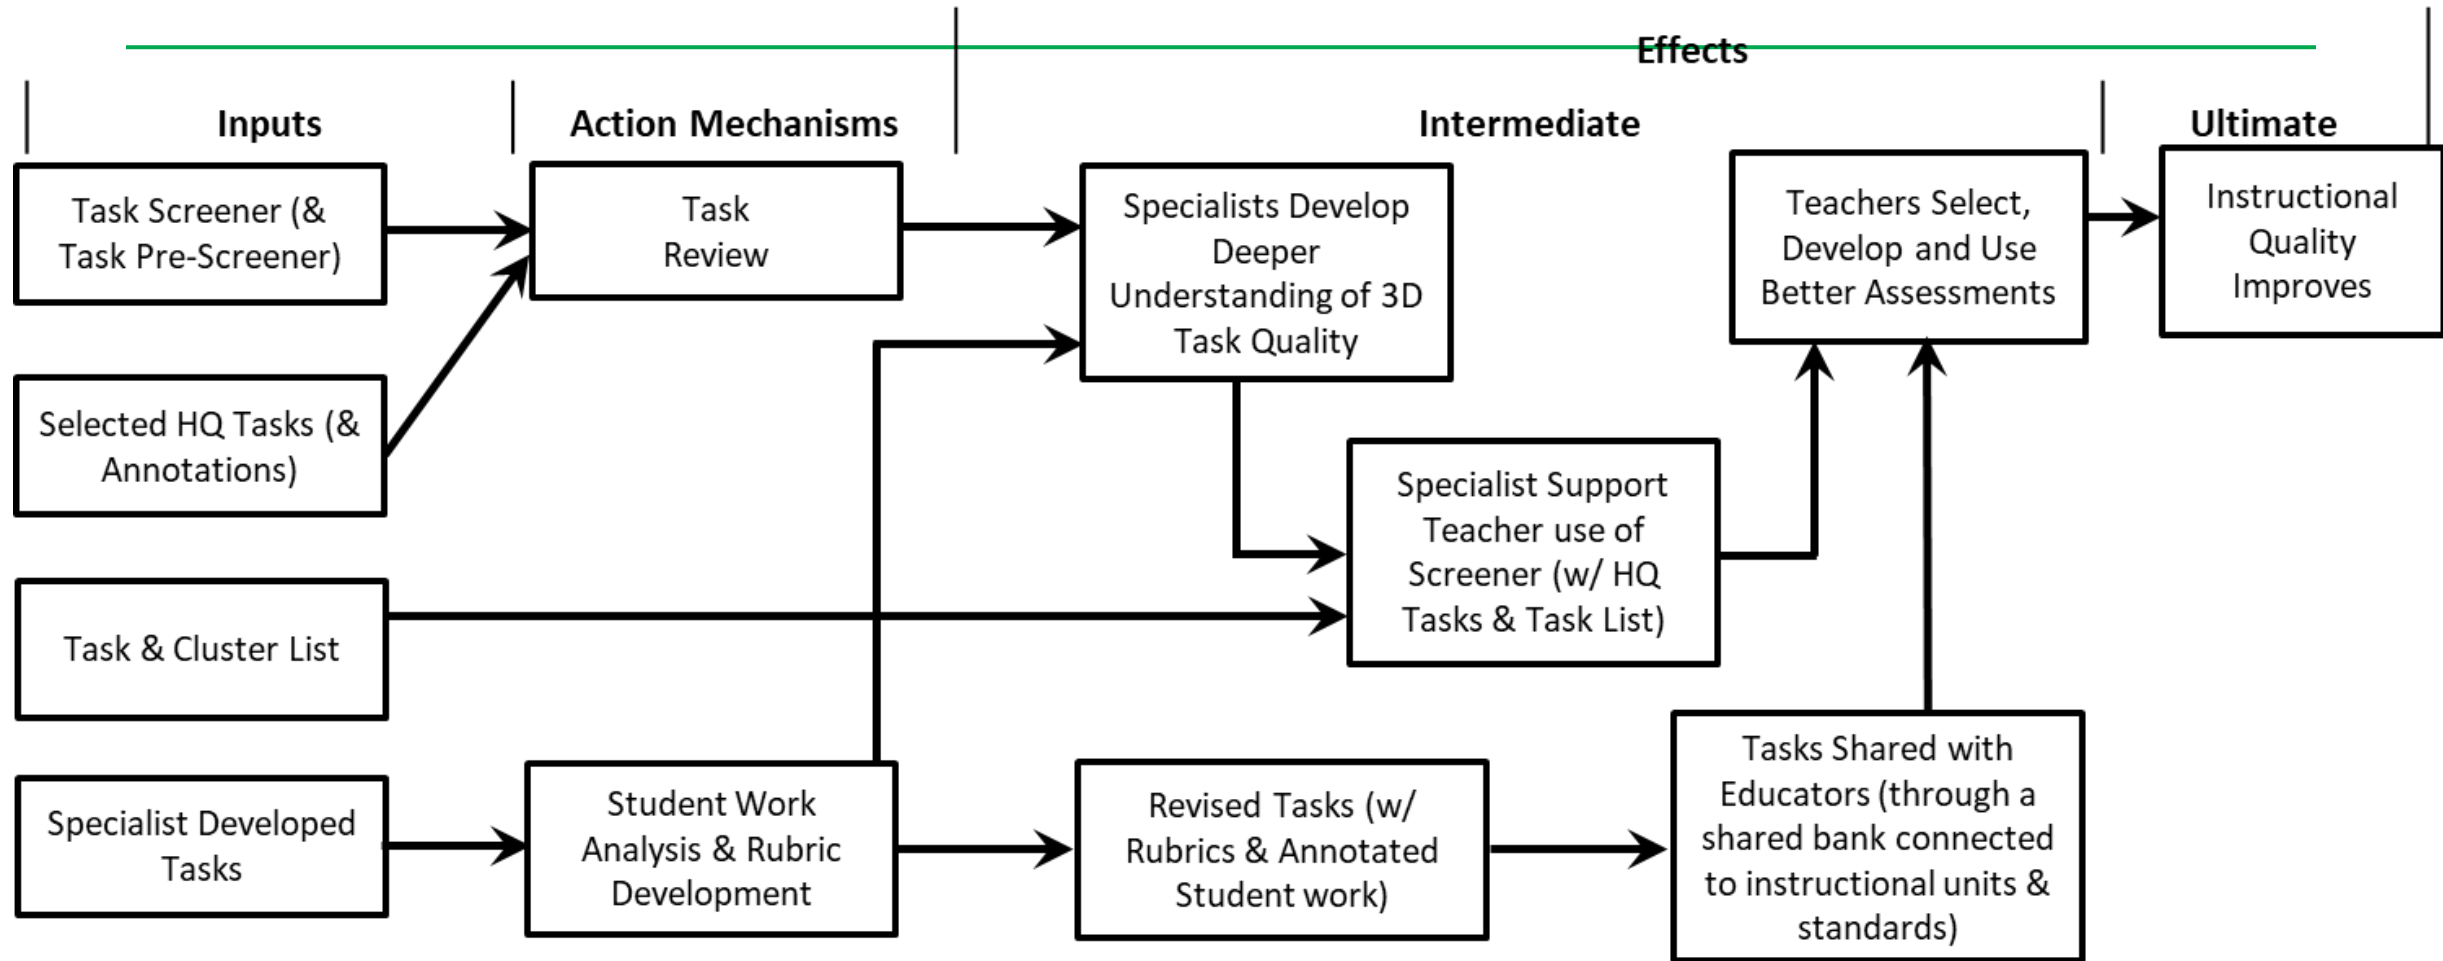 Effects
Inputs
Action Mechanisms
Intermediate
Ultimate
Task Screener (&
Task Pre-Screener)
Task
Review
Specialists Develop
Deeper
Understanding of 3D
Task Quality
Teachers Select,
Develop and Use
Better Assessments
Instructional
Quality
Improves
Selected HQ Tasks (&
Annotations)
Specialist Support
Teacher use of
Screener (w/ HQ
Tasks & Task List)
Task & Cluster List
Specialist Developed
Tasks
Student Work
Analysis & Rubric
Development
Revised Tasks (w/
Rubrics & Annotated
Student work)
Tasks Shared with
Educators (through a
shared bank connected
to instructional units &
standards)